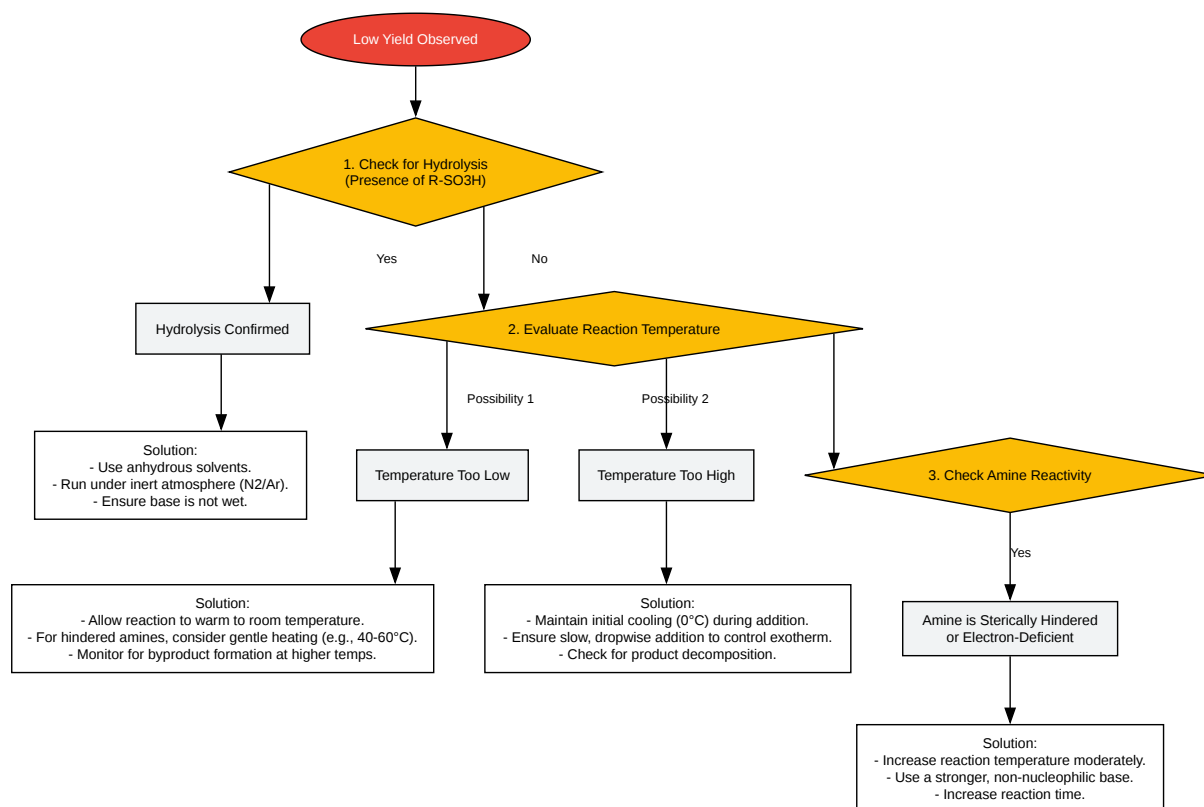 Low Yield Observed
1. Check for Hydrolysis
(Presence of R-SO3H)
Yes
No
Hydrolysis Confirmed
2. Evaluate Reaction Temperature
Possibility 1
Possibility 2
Solution:
- Use anhydrous solvents.
- Run under inert atmosphere (N2/Ar).
- Ensure base is not wet.
Temperature Too Low
Temperature Too High
3. Check Amine Reactivity
Yes
Solution:
- Allow reaction to warm to room temperature.
- For hindered amines, consider gentle heating (e.g., 40-60°C).
- Monitor for byproduct formation at higher temps.
Solution:
- Maintain initial cooling (0°C) during addition.
- Ensure slow, dropwise addition to control exotherm.
- Check for product decomposition.
Amine is Sterically Hindered
or Electron-Deficient
Solution:
- Increase reaction temperature moderately.
- Use a stronger, non-nucleophilic base.
- Increase reaction time.